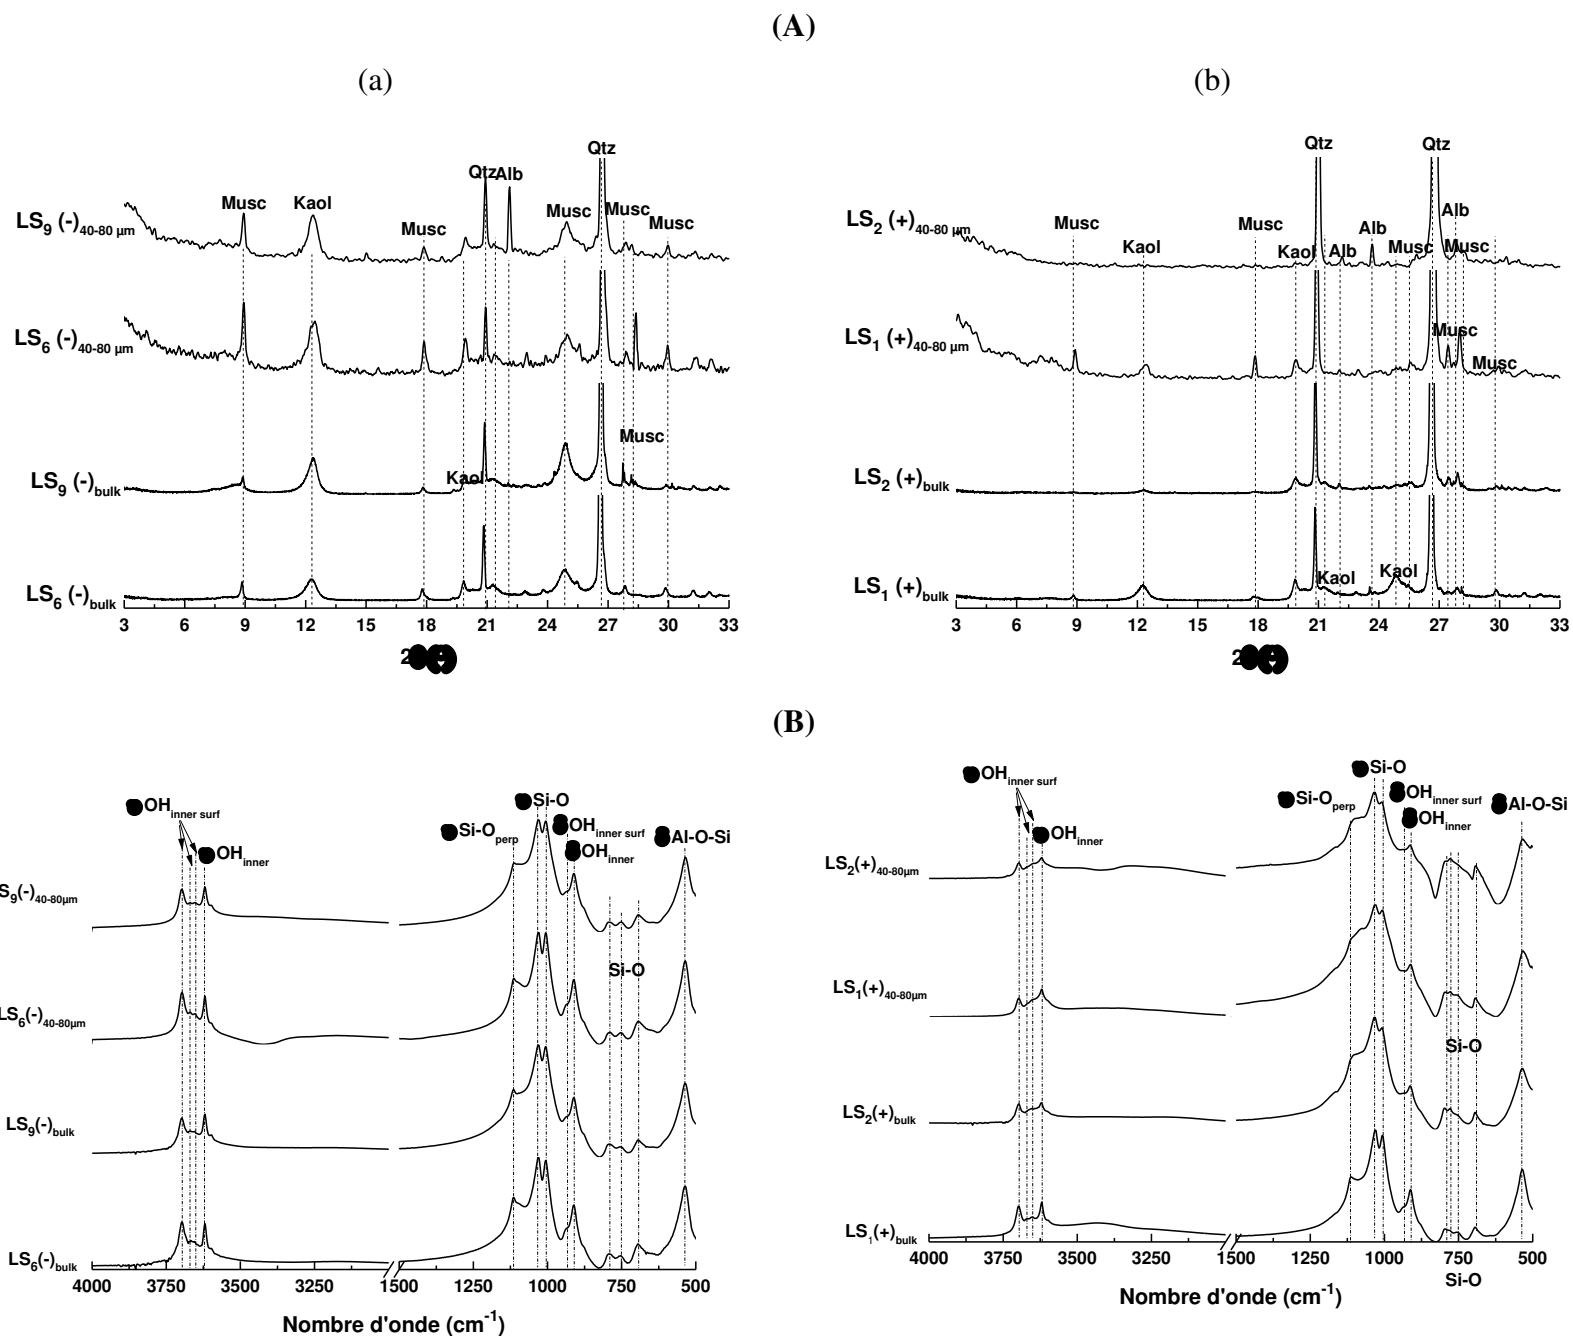 (A)
(a)
(b)
Qtz
Qtz Alb
Musc Kaol Musc Musc Musc Musc
LS9 (-)40-80 µm
LS6 (-)40-80 µm
Musc
Kaol
LS9 (-)bulk
LS6 (-)bulk
3 6 9 12 15 18 21 24 27 30 33
2
Qtz Qtz
Alb
Musc Musc Alb
Kaol Kaol Alb Musc Musc
LS2 (+)40-80 µm
LS1 (+)40-80 µm
Musc
Musc
LS2 (+)bulk
Kaol Kaol
LS1 (+)bulk
3 6 9 12 15 18 21 24 27 30 33
2
(B)
OHinner surf
OHinner
Si-Operp
Si-O
OHinner surf
OHinner
Al-O-Si
S9(-)40-80µm
Si-O
LS6(-)40-80µm
LS9(-)bulk
LS6(-)bulk
4000 3750 3500 3250 1500 1250 1000 750 500
Nombre d'onde (cm-1)
OHinner surf
OHinner
Si-Operp
Si-O
OHinner surf
OHinner
Al-O-Si
LS2(+)40-80µm
LS1(+)40-80µm
Si-O
LS2(+)bulk
LS1(+)bulk
4000 3750 3500 3250 1500 1250 1000 750 500
Si-O
Nombre d'onde (cm-1)